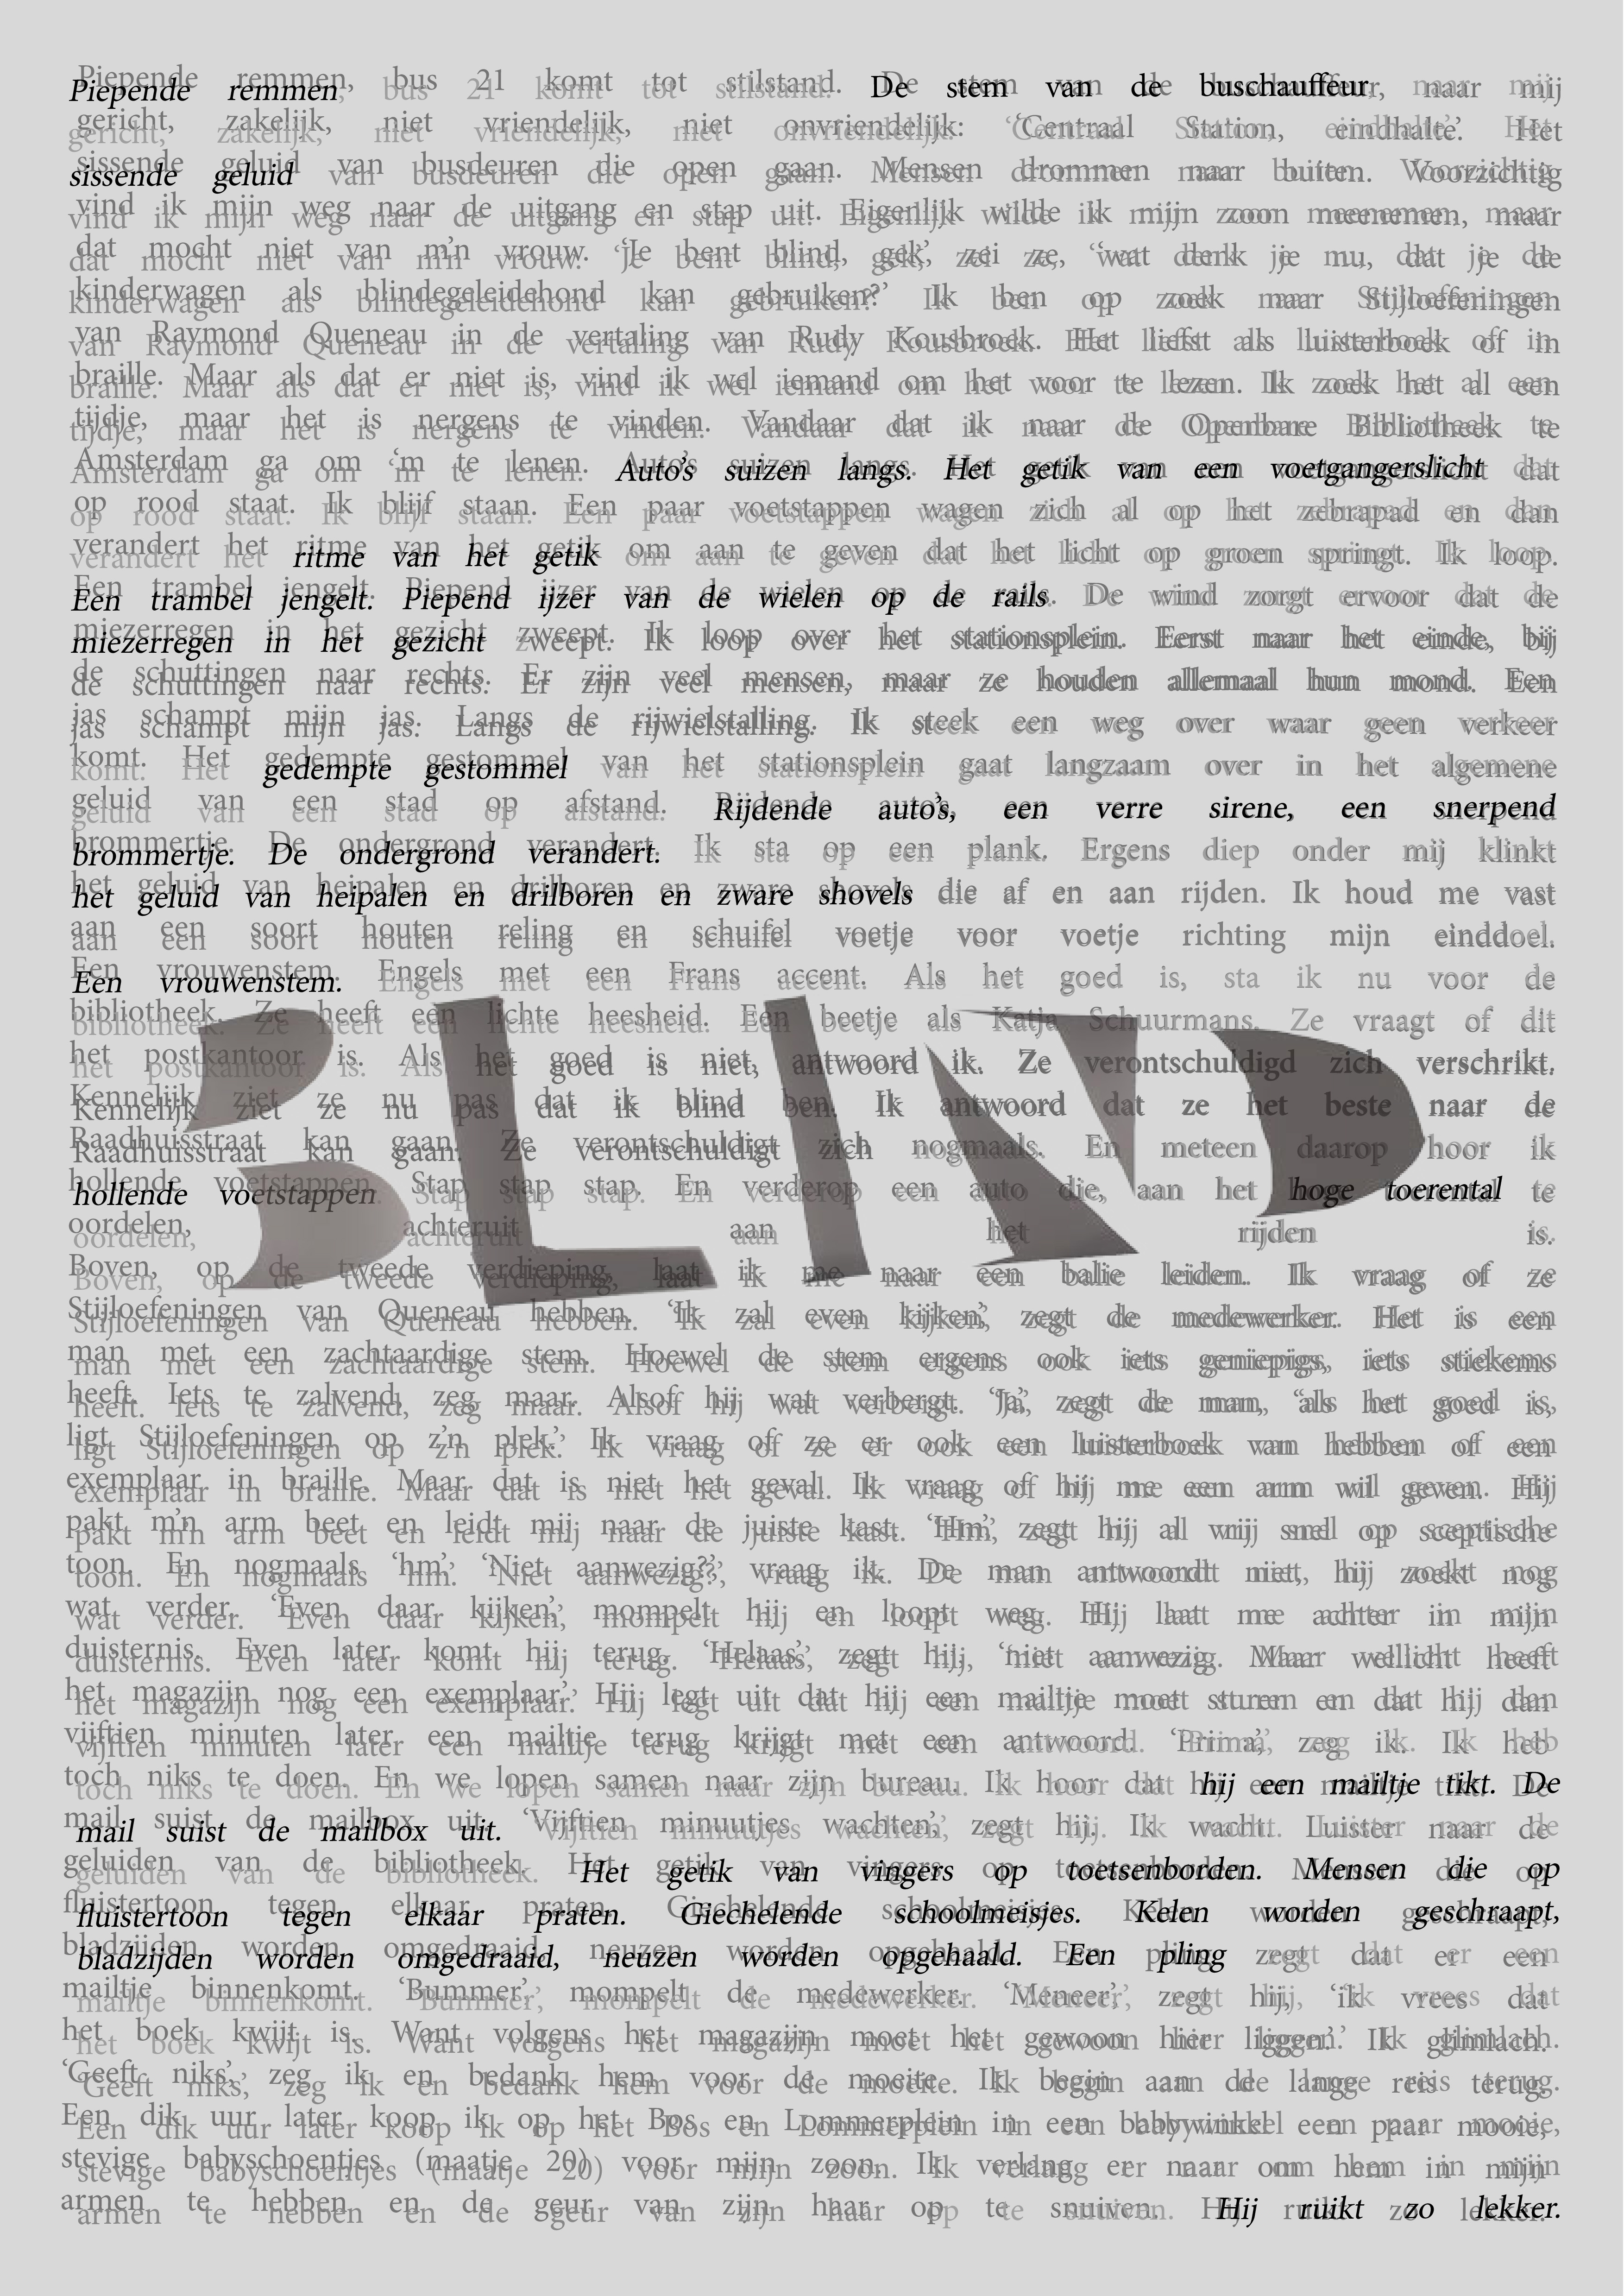 Piepende remmen, bus 21 komt tot stilstand. De stem van de buschauffeur, naar mij
gericht, zakelijk, niet vriendelijk, niet onvriendelijk: ‘Centraal Station, eindhalte.’ Het
sissende geluid van busdeuren die open gaan. Mensen drommen naar buiten. Voorzichtig
vind ik mijn weg naar de uitgang en stap uit. Eigenlijk wilde ik mijn zoon meenemen, maar
dat mocht niet van m’n vrouw. ‘Je bent blind, gek’, zei ze, ‘wat denk je nu, dat je de
kinderwagen als blindegeleidehond kan gebruiken?’ Ik ben op zoek naar Stijloefeningen
van Raymond Queneau in de vertaling van Rudy Kousbroek. Het liefst als luisterboek of in
braille. Maar als dat er niet is, vind ik wel iemand om het voor te lezen. Ik zoek het al een
tijdje, maar het is nergens te vinden. Vandaar dat ik naar de Openbare Bibliotheek te
Amsterdam ga om ‘m te lenen. Auto’s suizen langs. Het getik van een voetgangerslicht dat
op rood staat. Ik blijf staan. Een paar voetstappen wagen zich al op het zebrapad en dan
verandert het ritme van het getik om aan te geven dat het licht op groen springt. Ik loop.
Een trambel jengelt. Piepend ijzer van de wielen op de rails. De wind zorgt ervoor dat de
miezerregen in het gezicht zweept. Ik loop over het stationsplein. Eerst naar het einde, bij
de schuttingen naar rechts. Er zijn veel mensen, maar ze houden allemaal hun mond. Een
jas schampt mijn jas. Langs de rijwielstalling. Ik steek een weg over waar geen verkeer
komt. Het gedempte gestommel van het stationsplein gaat langzaam over in het algemene
geluid van een stad op afstand. Rijdende auto’s, een verre sirene, een snerpend
brommertje. De ondergrond verandert. Ik sta op een plank. Ergens diep onder mij klinkt
het geluid van heipalen en drilboren en zware shovels die af en aan rijden. Ik houd me vast
aan een soort houten reling en schuifel voetje voor voetje richting mijn einddoel.
Een vrouwenstem. Engels met een Frans accent. Als het goed is, sta ik nu voor de
bibliotheek. Ze heeft een lichte heesheid. Een beetje als Katja Schuurmans. Ze vraagt of dit
het postkantoor is. Als het goed is niet, antwoord ik. Ze verontschuldigd zich verschrikt.
Kennelijk ziet ze nu pas dat ik blind ben. Ik antwoord dat ze het beste naar de
Raadhuisstraat kan gaan. Ze verontschuldigt zich nogmaals. En meteen daarop hoor ik
hollende voetstappen. Stap stap stap. En verderop een auto die, aan het hoge toerental te
oordelen, achteruit aan het rijden is.
BLIND
Boven, op de tweede verdieping, laat ik me naar een balie leiden. Ik vraag of ze
Stijloefeningen van Queneau hebben. ‘Ik zal even kijken’, zegt de medewerker. Het is een
man met een zachtaardige stem. Hoewel de stem ergens ook iets geniepigs, iets stiekems
heeft. Iets te zalvend, zeg maar. Alsof hij wat verbergt. ‘Ja’, zegt de man, ‘als het goed is,
ligt Stijloefeningen op z’n plek.’ Ik vraag of ze er ook een luisterboek van hebben of een
exemplaar in braille. Maar dat is niet het geval. Ik vraag of hij me een arm wil geven. Hij
pakt m’n arm beet en leidt mij naar de juiste kast. ‘Hm’, zegt hij al vrij snel op sceptische
toon. En nogmaals ‘hm’. ‘Niet aanwezig?’, vraag ik. De man antwoordt niet, hij zoekt nog
wat verder. ‘Even daar kijken’, mompelt hij en loopt weg. Hij laat me achter in mijn
duisternis. Even later komt hij terug. ‘Helaas’, zegt hij, ‘niet aanwezig. Maar wellicht heeft
het magazijn nog een exemplaar.’ Hij legt uit dat hij een mailtje moet sturen en dat hij dan
vijftien minuten later een mailtje terug krijgt met een antwoord. ‘Prima’, zeg ik. Ik heb
toch niks te doen. En we lopen samen naar zijn bureau. Ik hoor dat hij een mailtje tikt. De
mail suist de mailbox uit. ‘Vijftien minuutjes wachten’, zegt hij. Ik wacht. Luister naar de
geluiden van de bibliotheek. Het getik van vingers op toetsenborden. Mensen die op
fluistertoon tegen elkaar praten. Giechelende schoolmeisjes. Kelen worden geschraapt,
bladzijden worden omgedraaid, neuzen worden opgehaald. Een pling zegt dat er een
mailtje binnenkomt. ‘Bummer’, mompelt de medewerker. ‘Meneer’, zegt hij, ‘ik vrees dat
het boek kwijt is. Want volgens het magazijn moet het gewoon hier liggen.’ Ik glimlach.
‘Geeft niks’, zeg ik en bedank hem voor de moeite. Ik begin aan de lange reis terug.
Een dik uur later koop ik op het Bos en Lommerplein in een babywinkel een paar mooie,
stevige babyschoentjes (maatje 20) voor mijn zoon. Ik verlang er naar om hem in mijn
armen te hebben en de geur van zijn haar op te snuiven. Hij ruikt zo lekker.